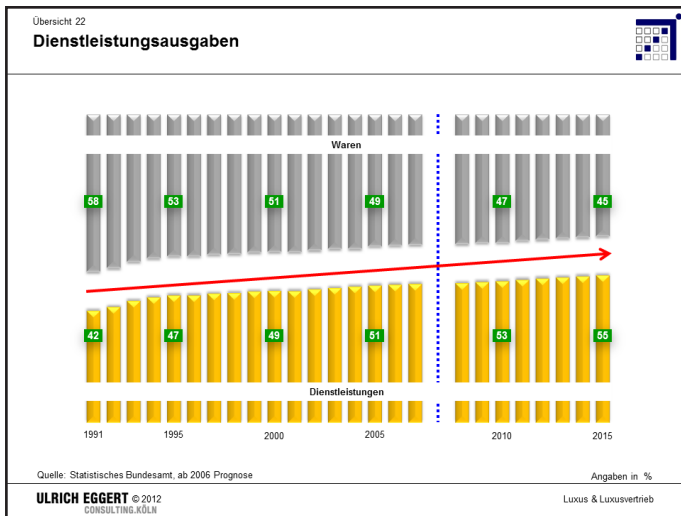 Übersicht 22
Dienstleistungsausgaben
Waren
58 53 51 49 47 45
42 47 49 51 53 55
Dienstleistungen
1991 1995 2000 2005 2010 2015
Quelle: Statistisches Bundesamt, ab 2006 Prognose
Angaben in %
ULRICH EGGERT © 2012
CONSULTING.KÖLN
Luxus & Luxusvertrieb